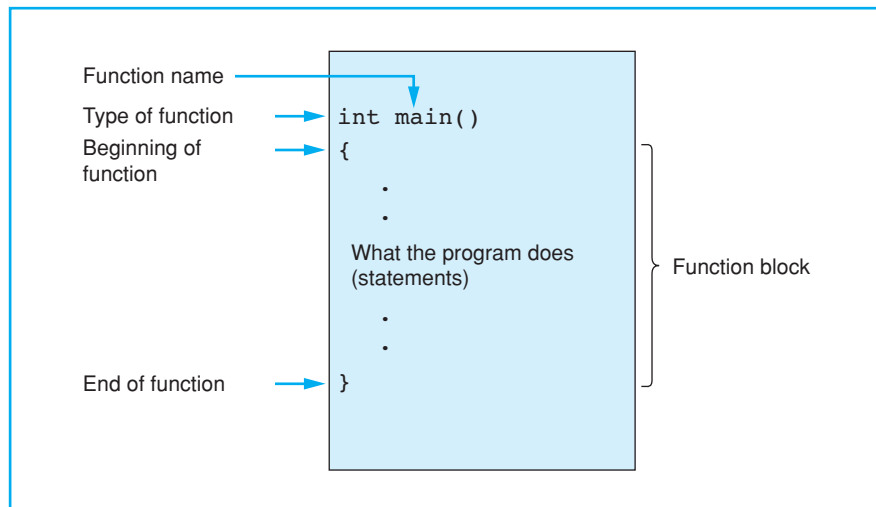 Function name
Type of function
int main()
Beginning of
function
{
.
.
What the program does
(statements)
Function block
.
.
End of function
}